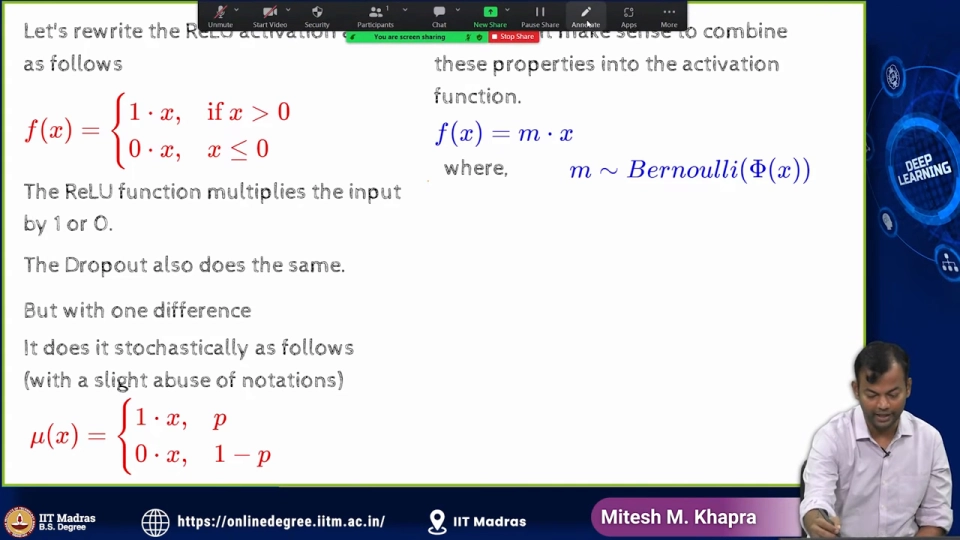 Unmute
Start Video
Security
Participants
1
Chat
New Share
Pause Share
Annotate
Apps
More
You are screen sharing
Stop Share
Let's rewrite the ReLU activation
as follows
f(x) = { 1 · x, if x > 0
0 · x, x ≤ 0
The ReLU function multiplies the input
by 1 or 0.
The Dropout also does the same.
But with one difference
It does it stochastically as follows
(with a slight abuse of notations)
μ(x) = { 1 · x, p
0 · x, 1 − p
make sense to combine
these properties into the activation
function.
f(x) = m · x
where, m ∼ Bernoulli(Φ(x))
DEEP
LEARNING
IIT Madras
B.S. Degree
https://onlinedegree.iitm.ac.in/
IIT Madras
Mitesh M. Khapra